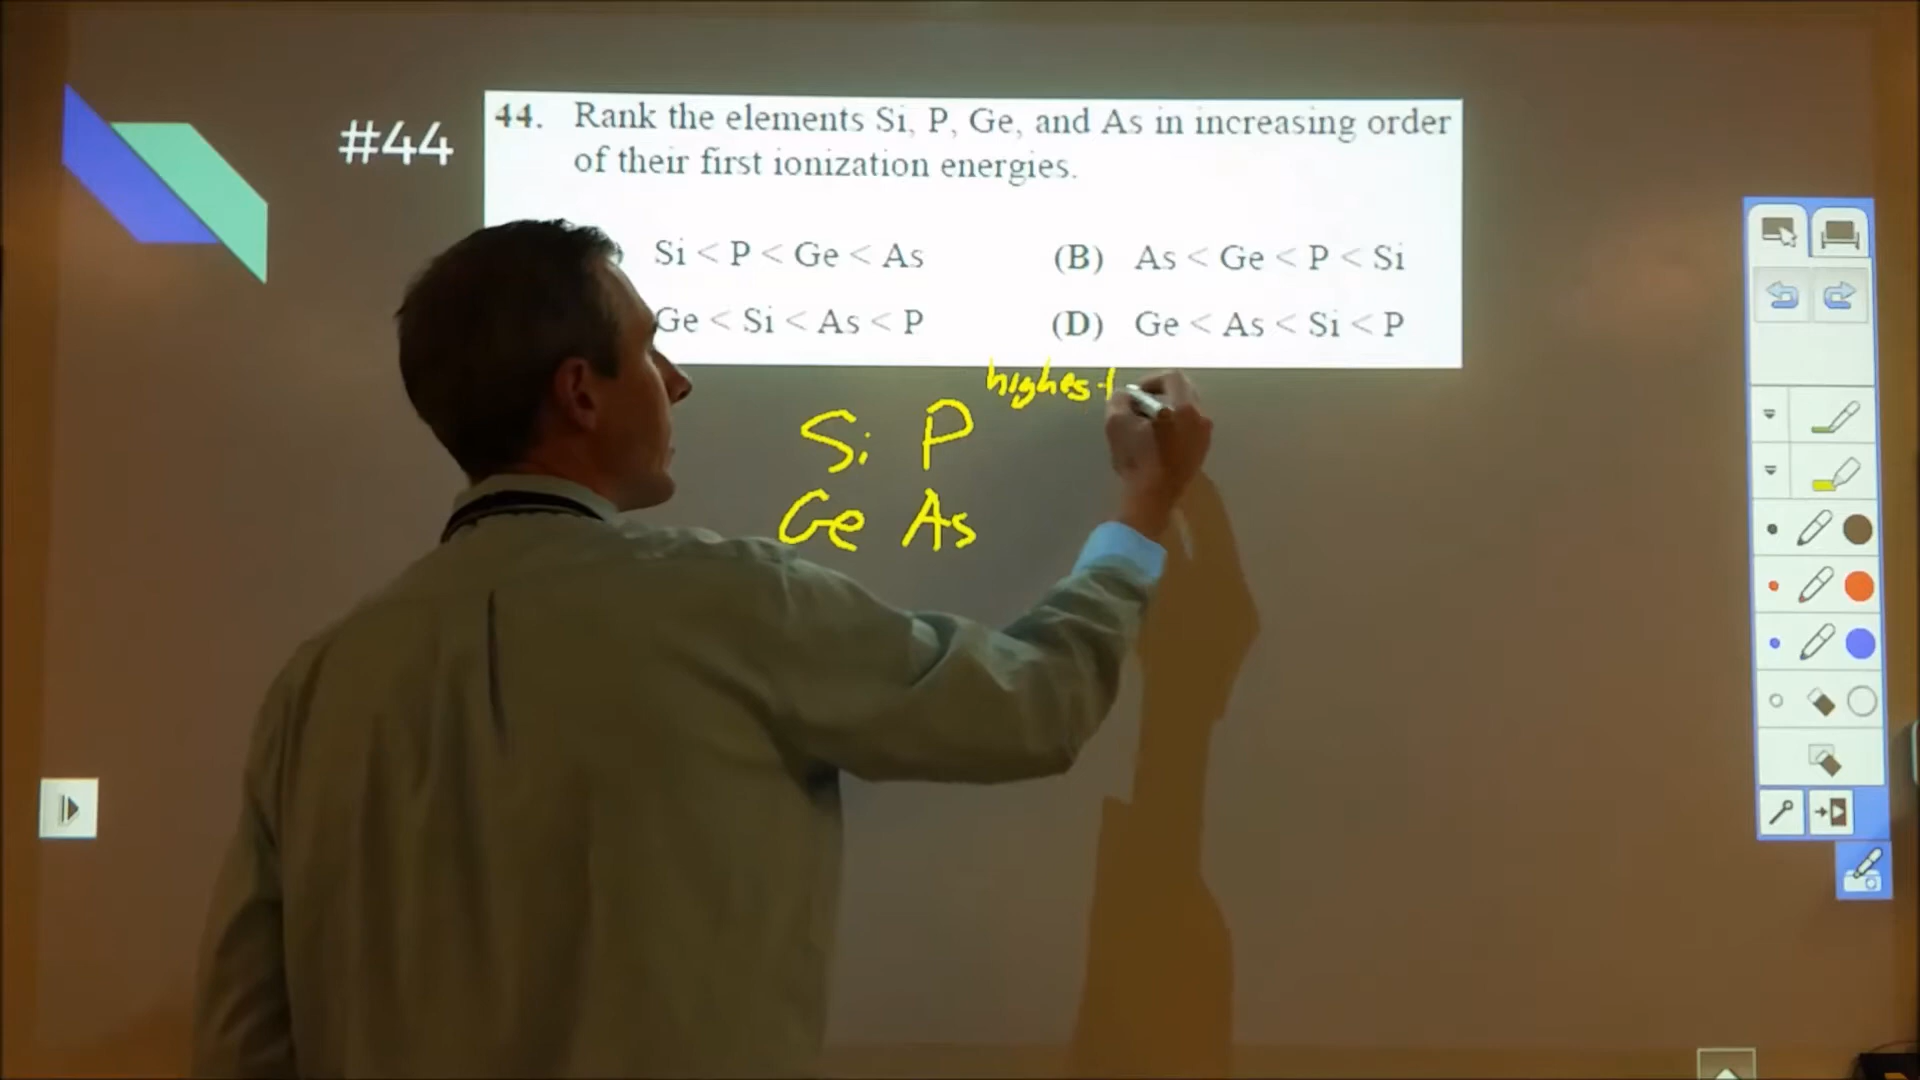 #44
44. Rank the elements Si, P, Ge, and As in increasing order
of their first ionization energies.
) Si < P < Ge < As (B) As < Ge < P < Si
Ge < Si < As < P (D) Ge < As < Si < P
highest
Si P
Ge As